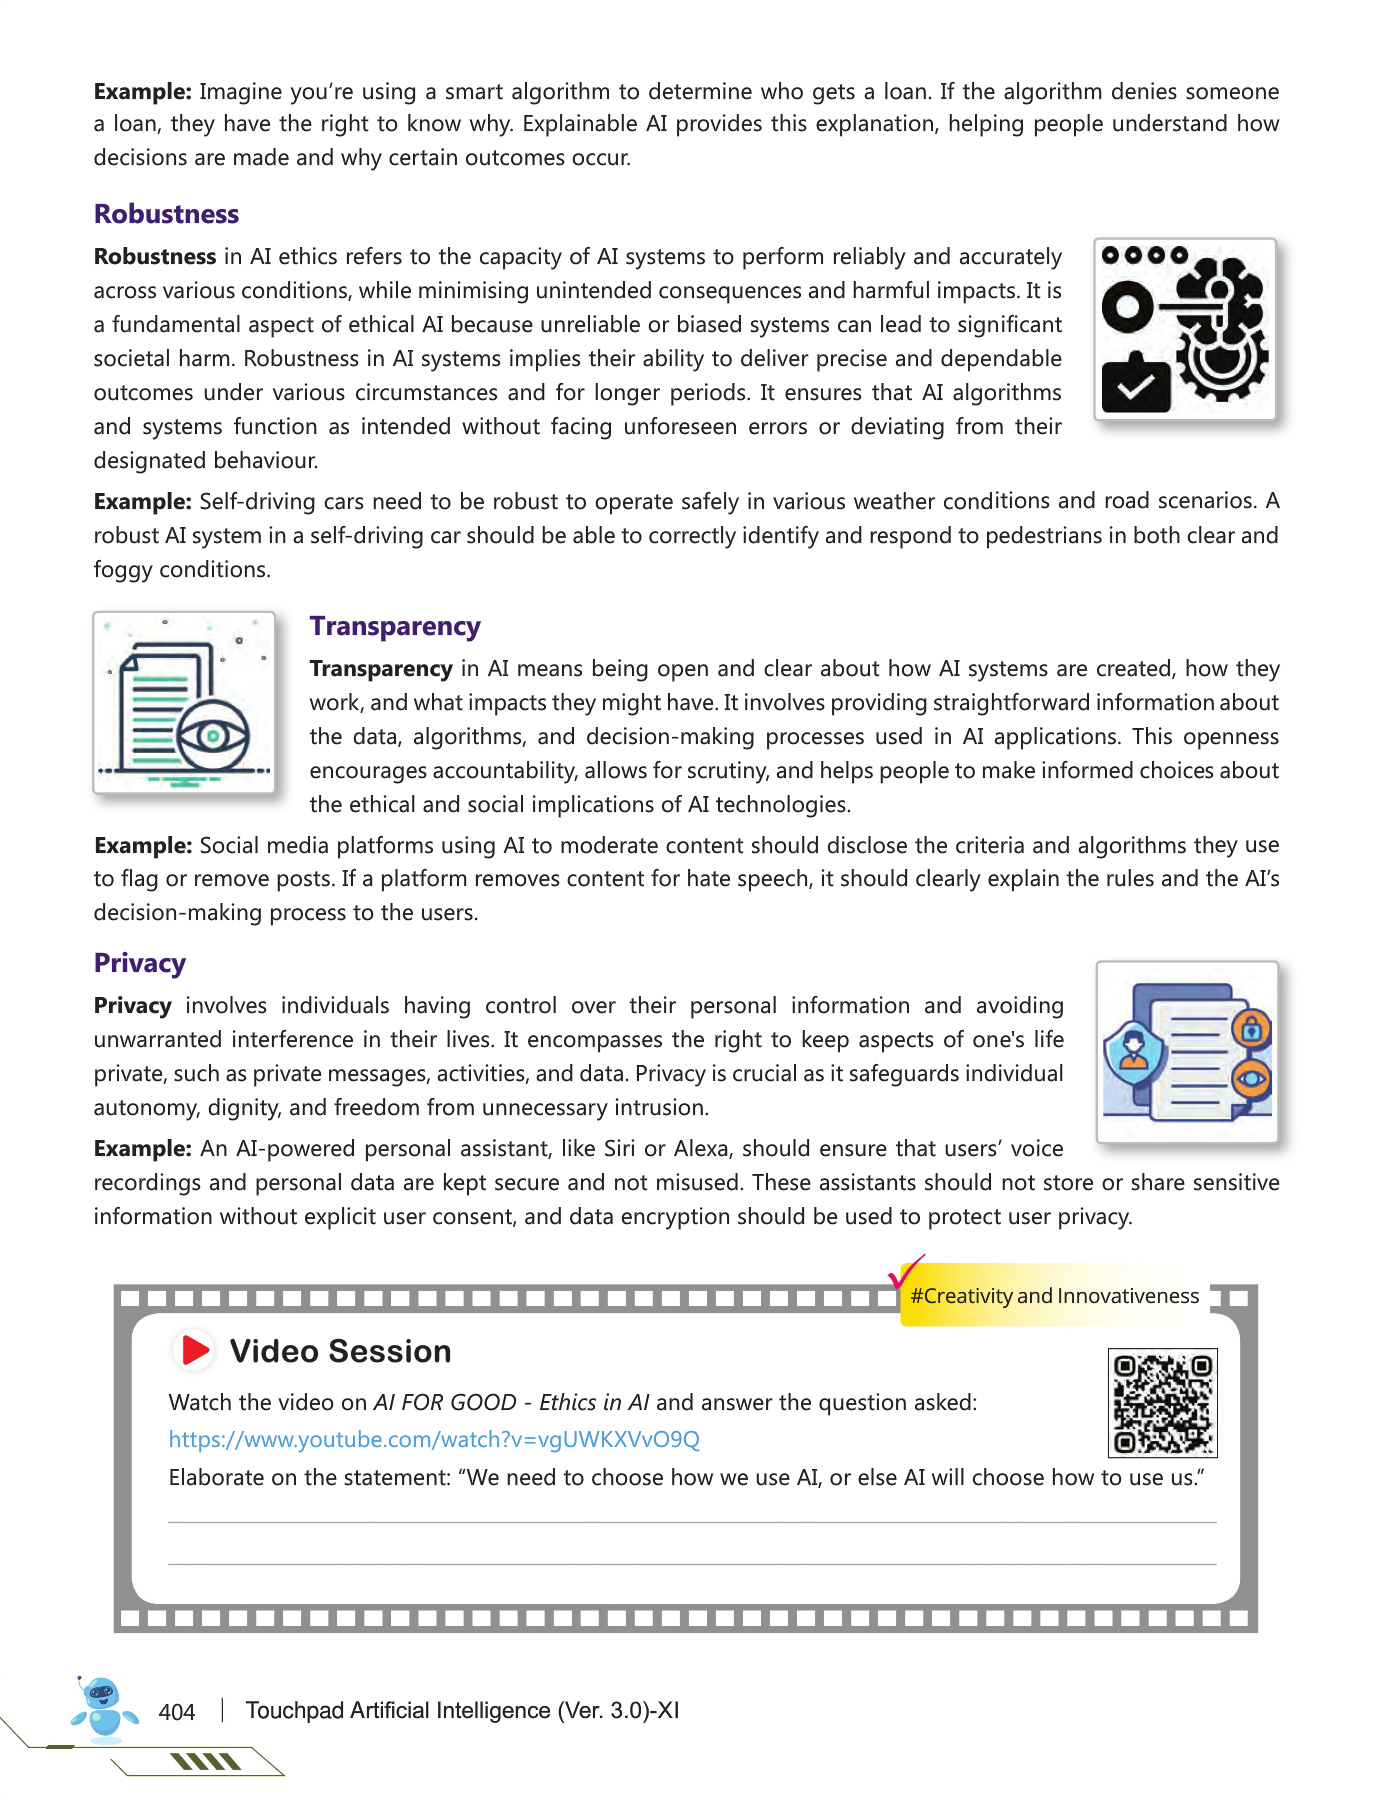 Example: Imagine you’re using a smart algorithm to determine who gets a loan. If the algorithm denies someone
a loan, they have the right to know why. Explainable AI provides this explanation, helping people understand how
decisions are made and why certain outcomes occur.
Robustness
Robustness in AI ethics refers to the capacity of AI systems to perform reliably and accurately
across various conditions, while minimising unintended consequences and harmful impacts. It is
a fundamental aspect of ethical AI because unreliable or biased systems can lead to significant
societal harm. Robustness in AI systems implies their ability to deliver precise and dependable
outcomes under various circumstances and for longer periods. It ensures that AI algorithms
and systems function as intended without facing unforeseen errors or deviating from their
designated behaviour.
Example: Self-driving cars need to be robust to operate safely in various weather conditions and road scenarios. A
robust AI system in a self-driving car should be able to correctly identify and respond to pedestrians in both clear and
foggy conditions.
Transparency
Transparency in AI means being open and clear about how AI systems are created, how they
work, and what impacts they might have. It involves providing straightforward information about
the data, algorithms, and decision-making processes used in AI applications. This openness
encourages accountability, allows for scrutiny, and helps people to make informed choices about
the ethical and social implications of AI technologies.
Example: Social media platforms using AI to moderate content should disclose the criteria and algorithms they use
to flag or remove posts. If a platform removes content for hate speech, it should clearly explain the rules and the AI’s
decision-making process to the users.
Privacy
Privacy involves individuals having control over their personal information and avoiding
unwarranted interference in their lives. It encompasses the right to keep aspects of one's life
private, such as private messages, activities, and data. Privacy is crucial as it safeguards individual
autonomy, dignity, and freedom from unnecessary intrusion.
Example: An AI-powered personal assistant, like Siri or Alexa, should ensure that users’ voice
recordings and personal data are kept secure and not misused. These assistants should not store or share sensitive
information without explicit user consent, and data encryption should be used to protect user privacy.
#Creativity and Innovativeness
Video Session
Watch the video on AI FOR GOOD - Ethics in AI and answer the question asked:
https://www.youtube.com/watch?v=vgUWKXVvO9Q
Elaborate on the statement: “We need to choose how we use AI, or else AI will choose how to use us.”
404 | Touchpad Artificial Intelligence (Ver. 3.0)-XI